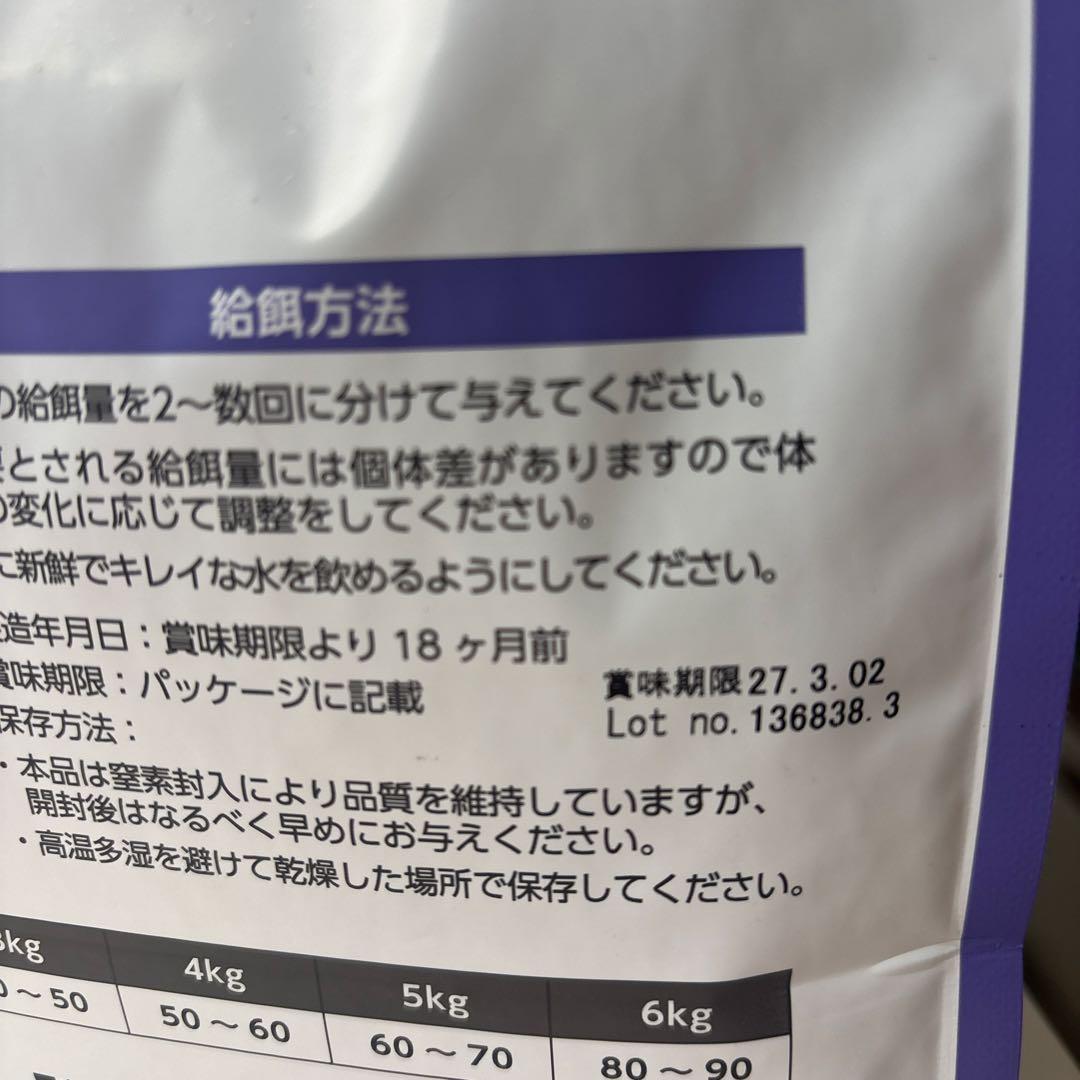 給餌方法
の給餌量を2～数回に分けて与えてください。
とされる給餌量には個体差がありますので体
の変化に応じて調整をしてください。
に新鮮でキレイな水を飲めるようにしてください。
造年月日：賞味期限より 18 ヶ月前
賞味期限：パッケージに記載
賞味期限 27. 3. 02
Lot no. 136838. 3
保存方法：
・本品は窒素封入により品質を維持していますが、
開封後はなるべく早めにお与えください。
・高温多湿を避けて乾燥した場所で保存してください。
3kg 4kg 5kg 6kg
～50 50～60 60～70 80～90